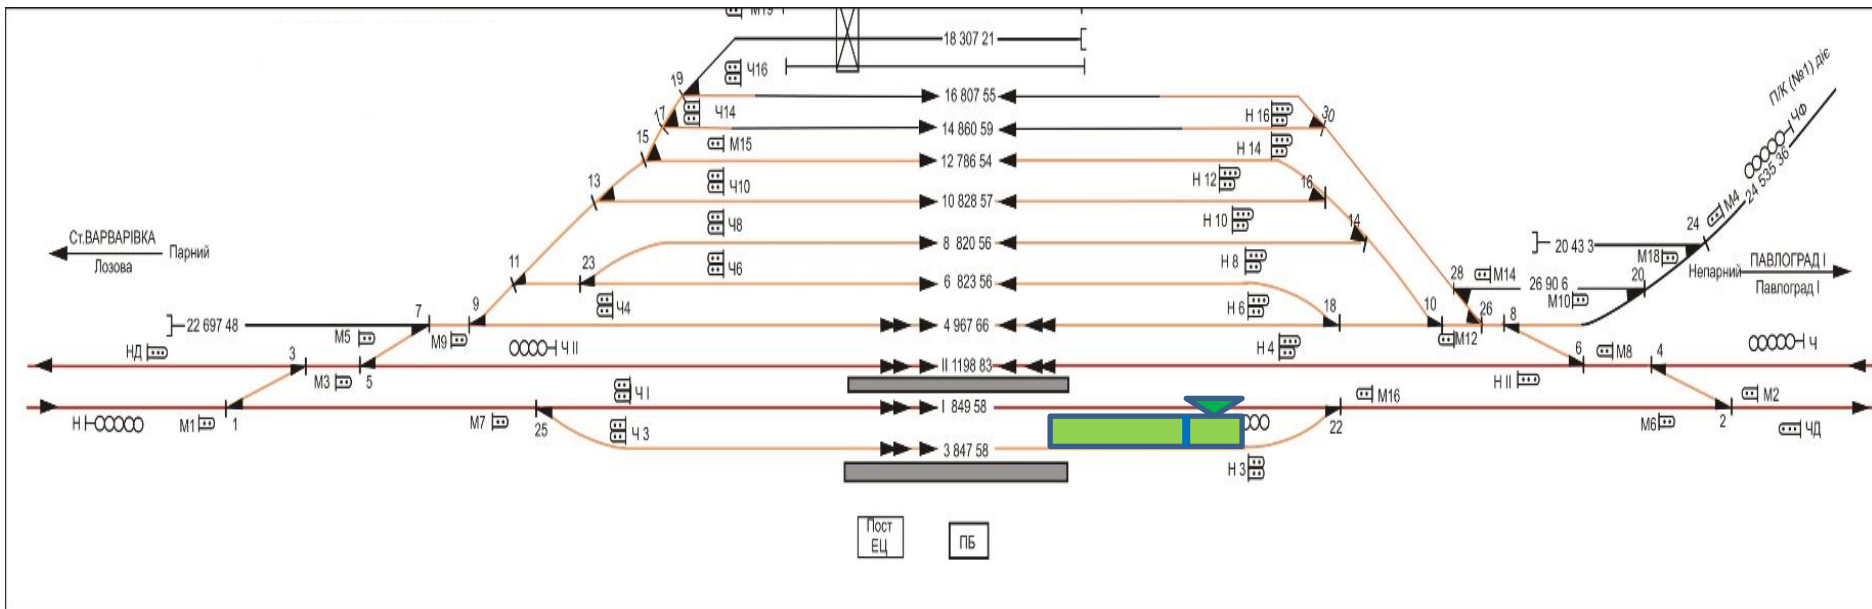 М19
18 307 21
Ч16
19
16 807 55
Н 16
30
П/К (№1) діє
Ч14
17
14 860 59
Н 14
ЧФ
15
М15
12 786 54
24 535 36
13
Ч10
10 828 57
Н 12
16
М4
Ч8
8 820 56
Н 10
14
24
Ст.ВАРВАРІВКА
Парний
Лозова
20 43 3
М18
Непарний
ПАВЛОГРАД І
Павлоград І
11
23
Ч6
6 823 56
Н 8
28
М14
26 90 6
20
М10
22 697 48
7
9
Ч4
4 967 66
Н 6
18
10
М12
26
8
М5
М9
НД
3
М3
5
Ч ІІ
ІІ 1198 83
Н 4
Н ІІ
6
М8
4
Ч
Н
М1
1
М7
25
Ч І
І 849 58
М16
22
М6
2
М2
ЧД
Ч 3
3 847 58
Н 3
Пост
ЕЦ
ПБ